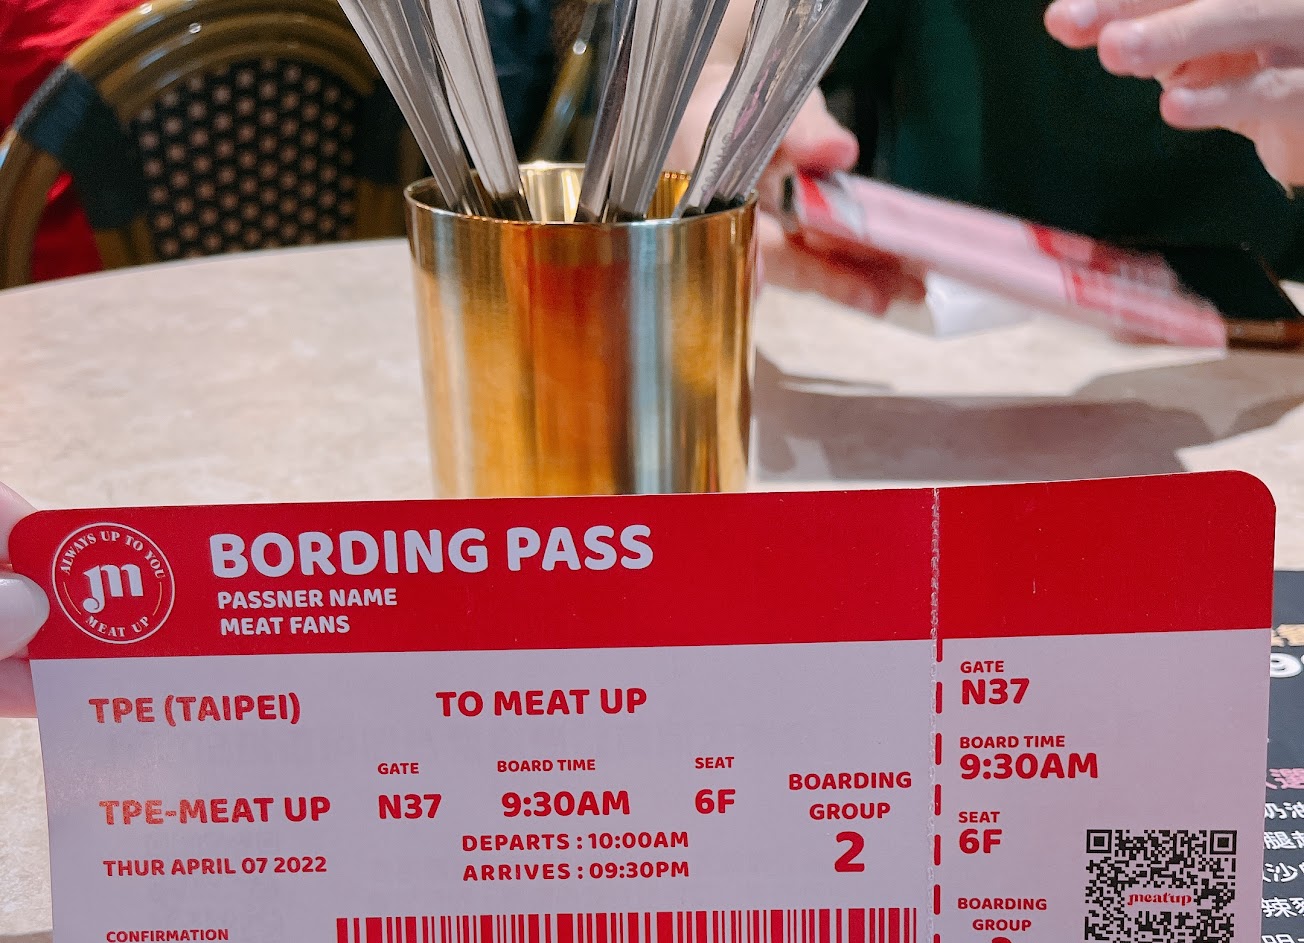 ALWAYS UP TO YOU
jm
MEAT UP
BORDING PASS
PASSNER NAME
MEAT FANS
TPE (TAIPEI)
TO MEAT UP
GATE
BOARD TIME
SEAT
TPE-MEAT UP
N37
9:30AM
6F
BOARDING
GROUP
2
THUR APRIL 07 2022
DEPARTS : 10:00AM
ARRIVES : 09:30PM
CONFIRMATION
GATE
N37
BOARD TIME
9:30AM
SEAT
6F
BOARDING
GROUP
meatup